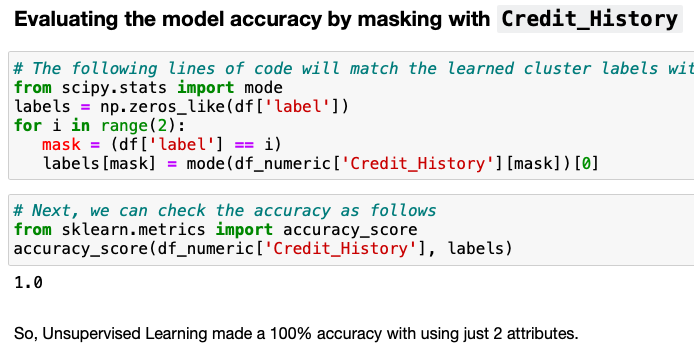 Evaluating the model accuracy by masking with Credit_History
# The following lines of code will match the learned cluster labels wit
from scipy.stats import mode
labels = np.zeros_like(df['label'])
for i in range(2):
    mask = (df['label'] == i)
    labels[mask] = mode(df_numeric['Credit_History'][mask])[0]
# Next, we can check the accuracy as follows
from sklearn.metrics import accuracy_score
accuracy_score(df_numeric['Credit_History'], labels)
1.0
So, Unsupervised Learning made a 100% accuracy with using just 2 attributes.